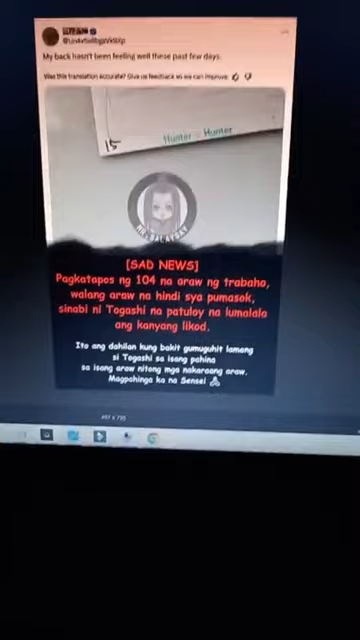 My back hasn't been feeling well these past few days.
Was this translation accurate? Give us feedback so we can improve:
15
Hunter × Hunter
[SAD NEWS]
Pagkatapos ng 104 na araw ng trabaho,
walang araw na hindi sya pumasok,
sinabi ni Togashi na patuloy na lumalala
ang kanyang likod.
Ito ang dahilan kung bakit gumuguhit lamang
si Togashi sa isang pahina
sa isang araw nitong mga nakaraang araw.
Magpahinga ka na Sensei